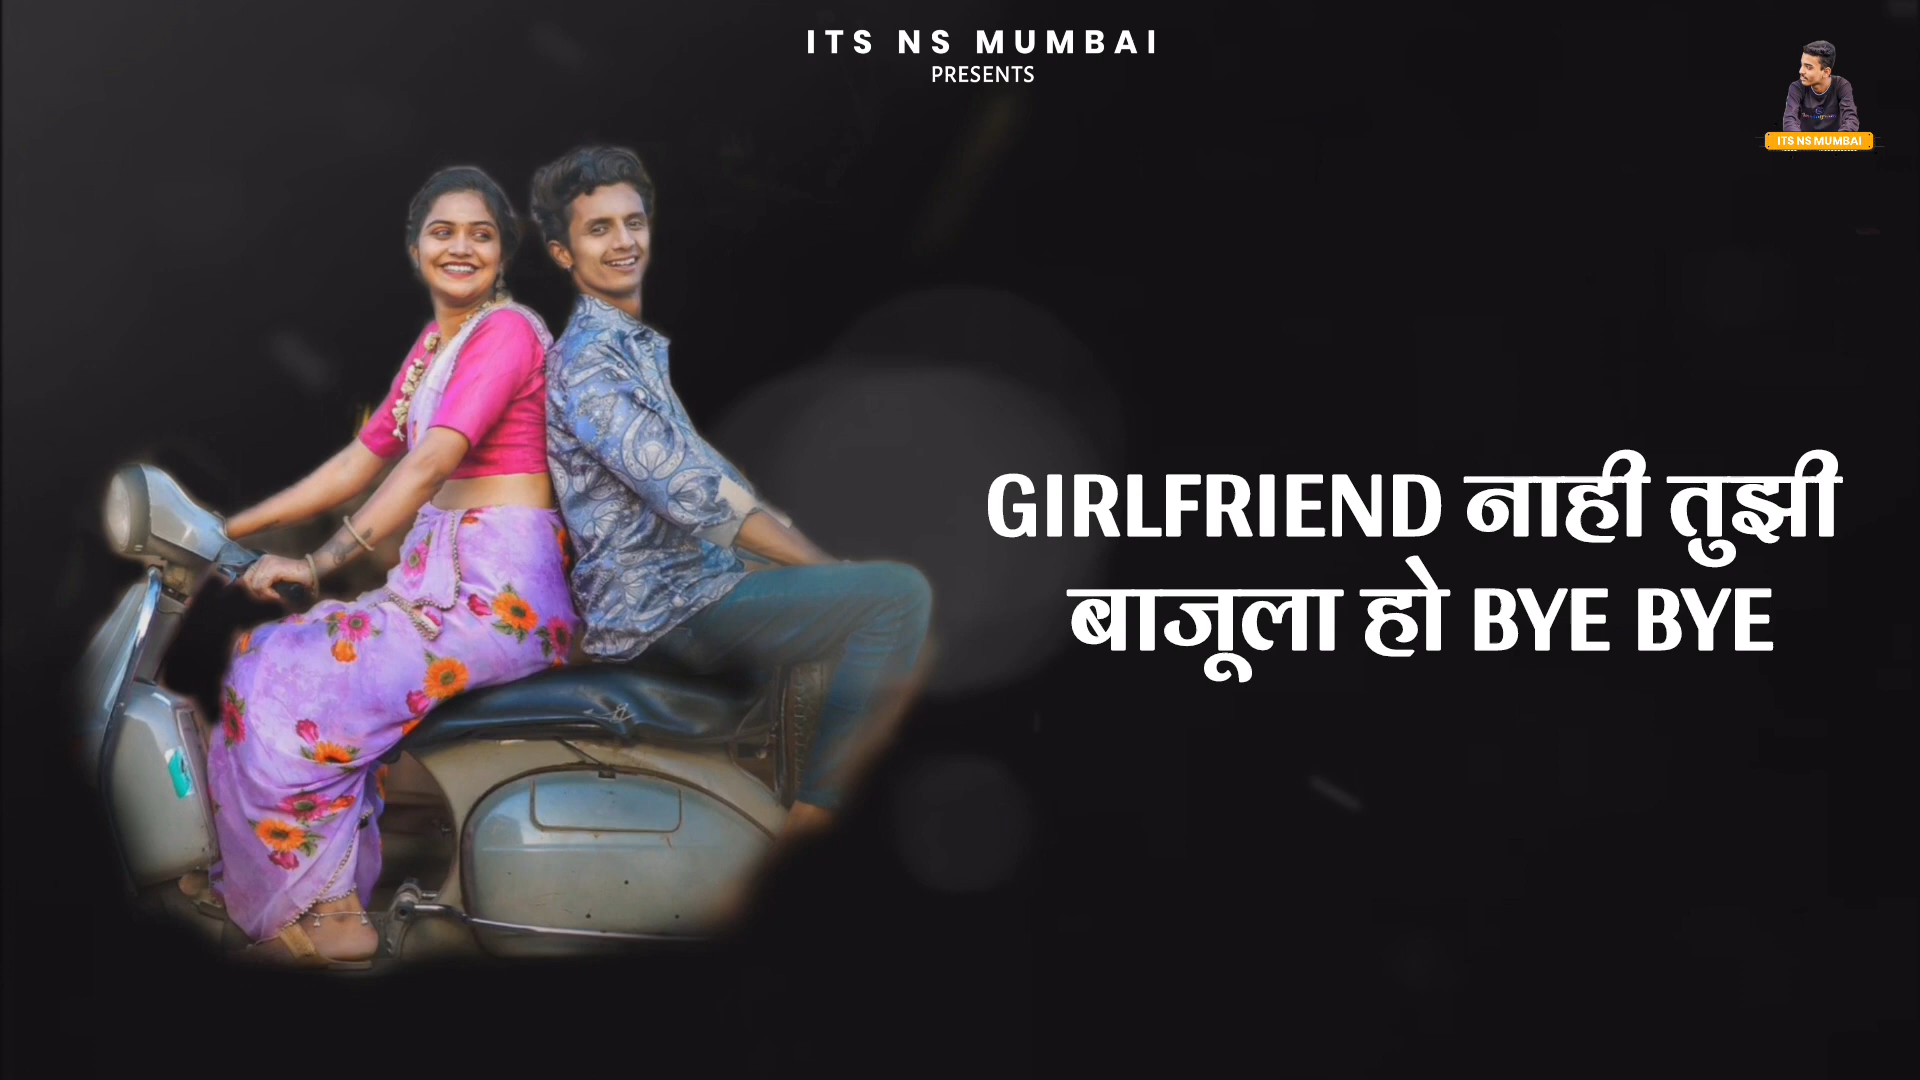 ITS NS MUMBAI
PRESENTS
ITS NS MUMBAI
GIRLFRIEND नाही तुझी
बाजूला हो BYE BYE